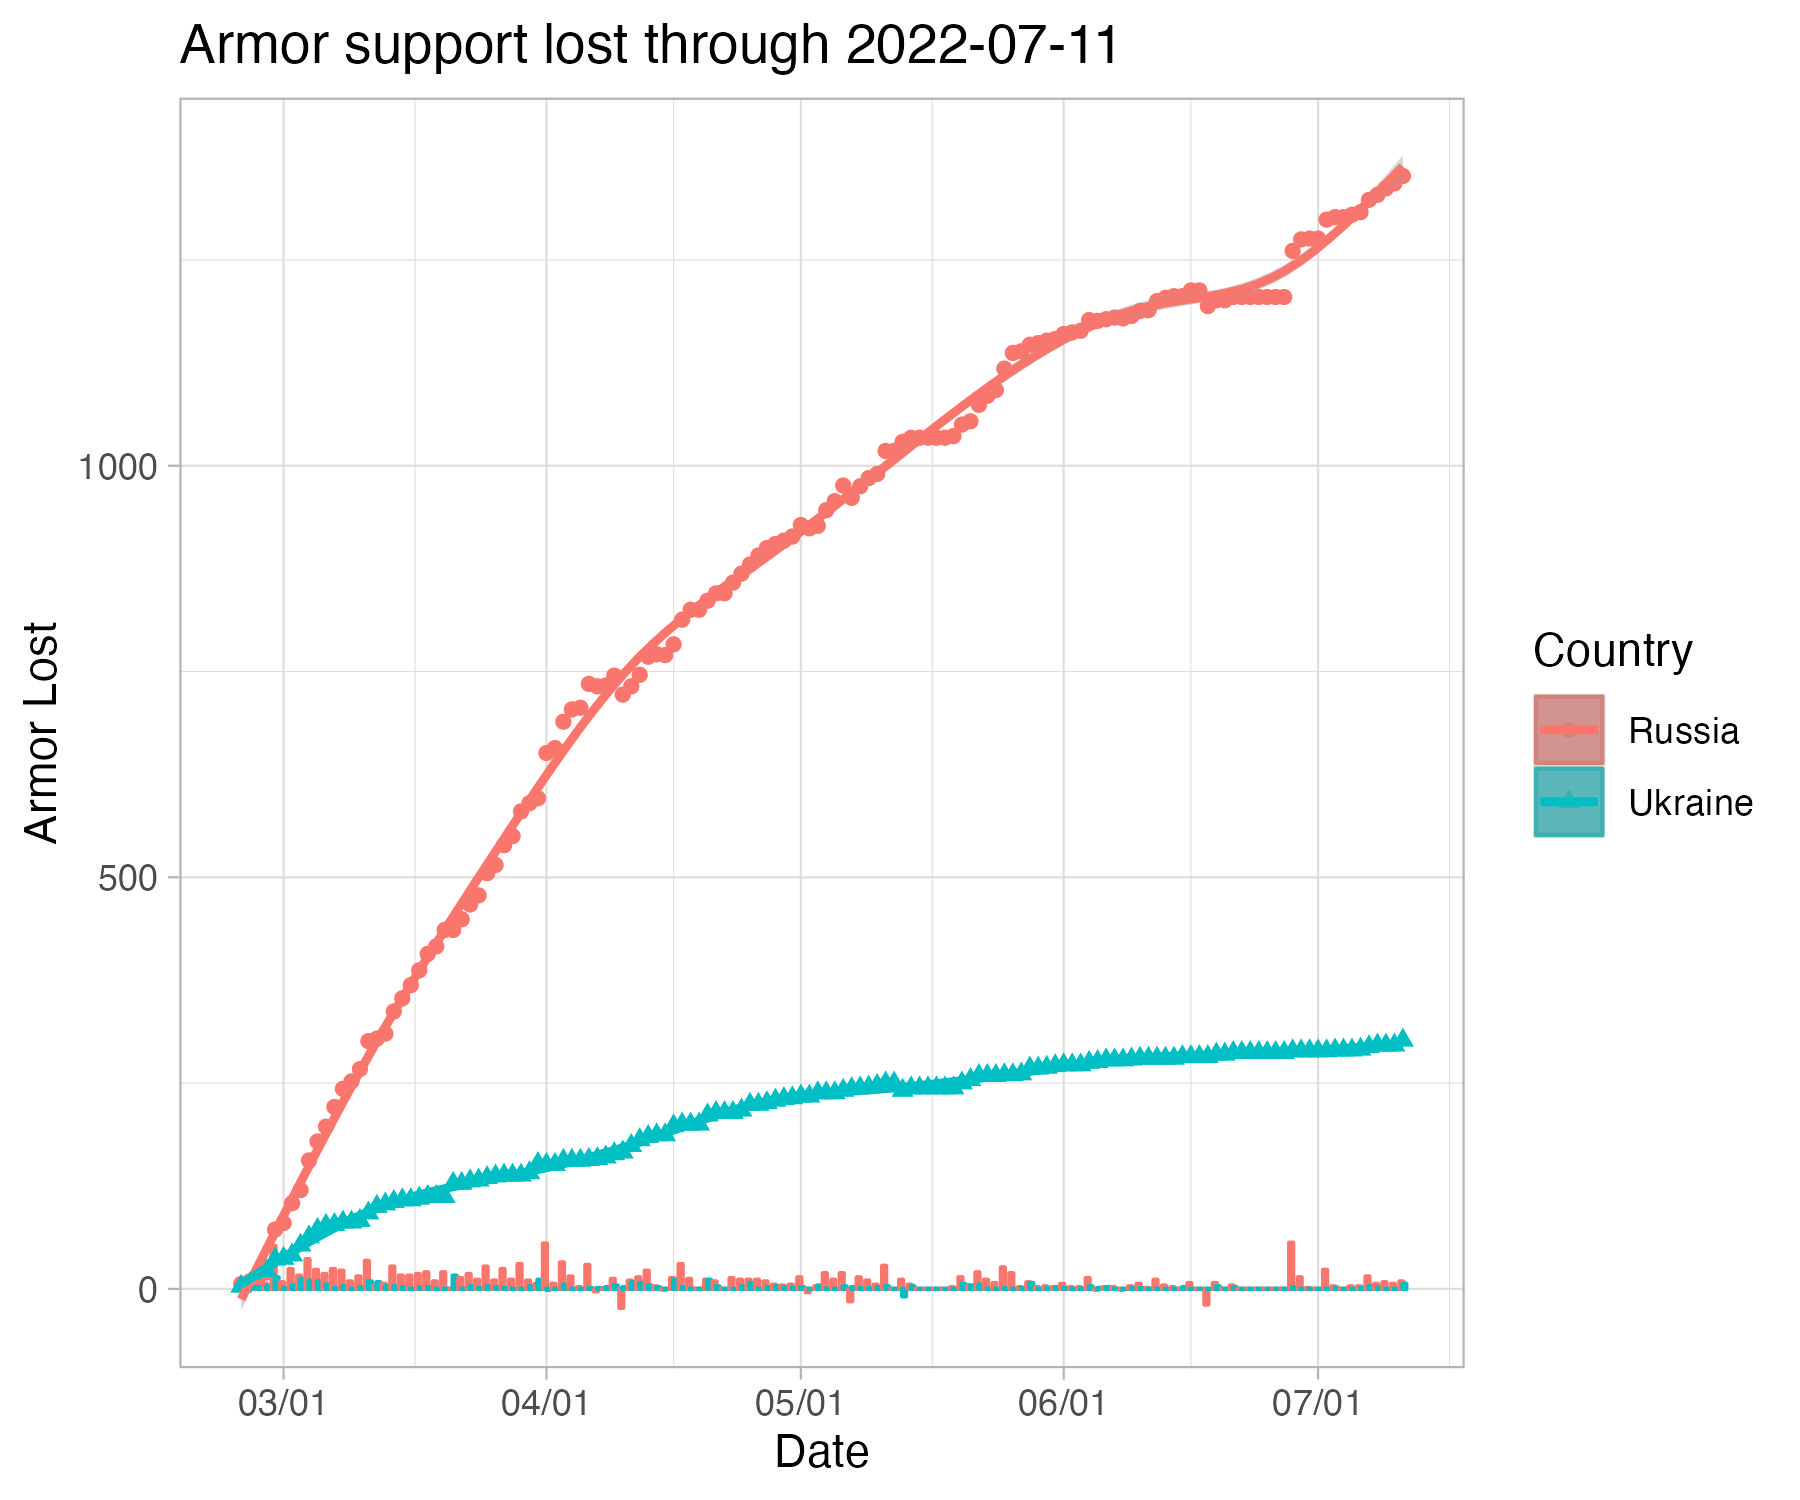 Armor support lost through 2022-07-11
Armor Lost
1000
500
0
03/01
04/01
05/01
06/01
07/01
Date
Country
Russia
Ukraine